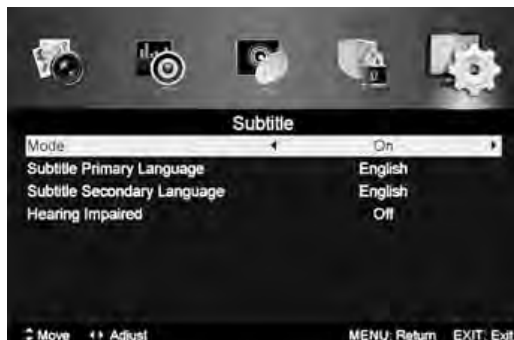 Subtitle
Mode On
Subtitle Primary Language English
Subtitle Secondary Language English
Hearing Impaired Off
Move Adjust MENU: Return EXIT: Exit